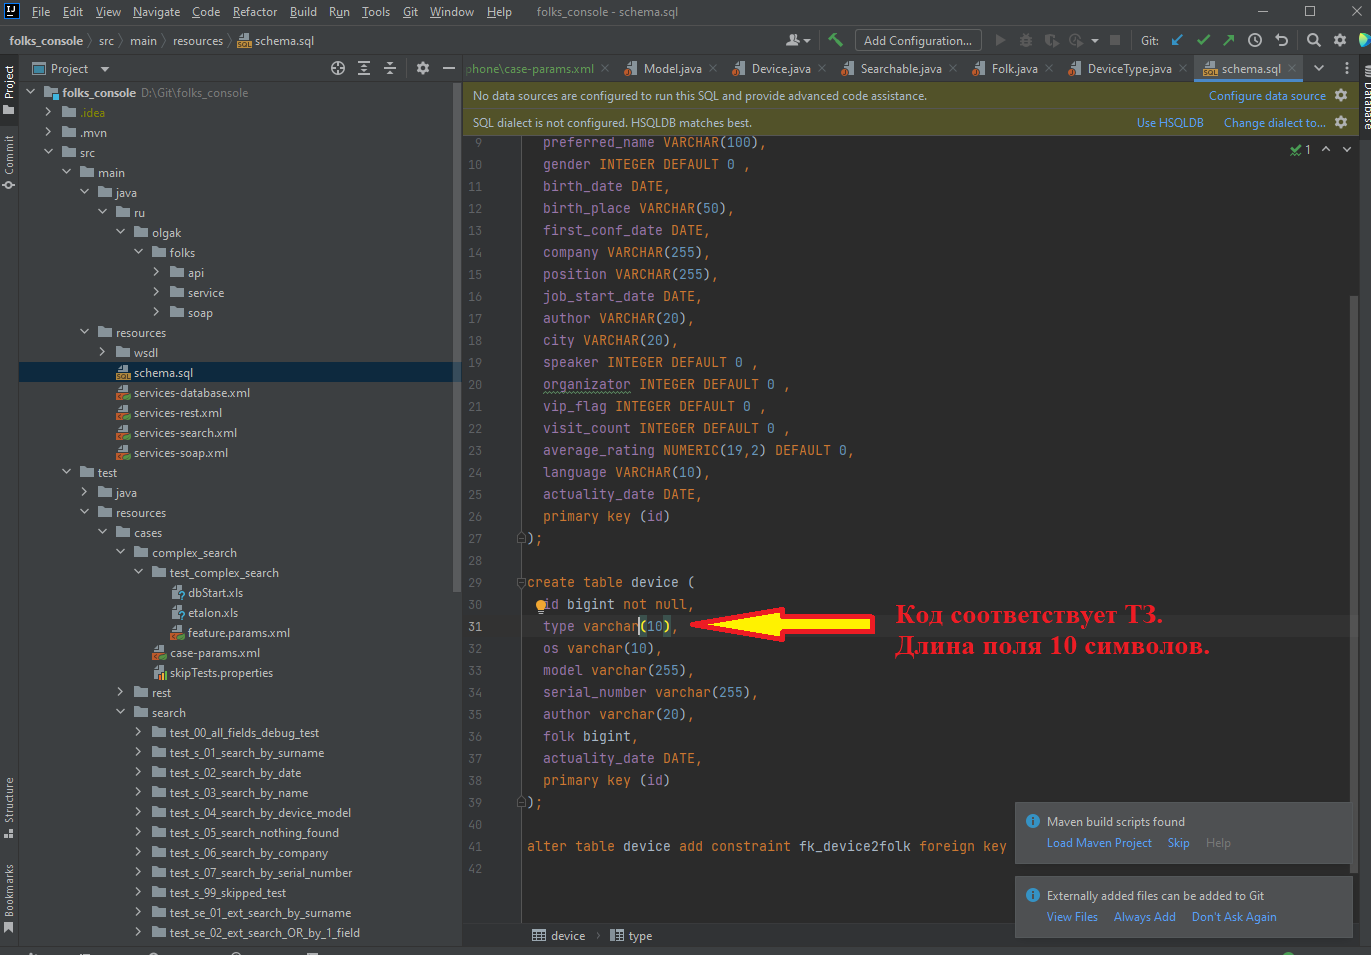 File Edit View Navigate Code Refactor Build Run Tools Git Window Help folks_console - schema.sql
folks_console src main resources schema.sql Add Configuration... Git:
Project
phone\case-params.xml Model.java Device.java Searchable.java Folk.java DeviceType.java schema.sql
No data sources are configured to run this SQL and provide advanced code assistance. Configure data source
SQL dialect is not configured. HSQLDB matches best. Use HSQLDB Change dialect to...
Project
Commit
Structure
Bookmarks
Database
folks_console D:\Git\folks_console
.idea
.mvn
src
main
java
ru
olgak
folks
api
service
soap
resources
wsdl
schema.sql
services-database.xml
services-rest.xml
services-search.xml
services-soap.xml
test
java
resources
cases
complex_search
test_complex_search
dbStart.xls
etalon.xls
feature.params.xml
case-params.xml
skipTests.properties
rest
search
test_00_all_fields_debug_test
test_s_01_search_by_surname
test_s_02_search_by_date
test_s_03_search_by_name
test_s_04_search_by_device_model
test_s_05_search_nothing_found
test_s_06_search_by_company
test_s_07_search_by_serial_number
test_s_99_skipped_test
test_se_01_ext_search_by_surname
test_se_02_ext_search_OR_by_1_field
1
9 preferred_name VARCHAR(100),
10 gender INTEGER DEFAULT 0 ,
11 birth_date DATE,
12 birth_place VARCHAR(50),
13 first_conf_date DATE,
14 company VARCHAR(255),
15 position VARCHAR(255),
16 job_start_date DATE,
17 author VARCHAR(20),
18 city VARCHAR(20),
19 speaker INTEGER DEFAULT 0 ,
20 organizator INTEGER DEFAULT 0 ,
21 vip_flag INTEGER DEFAULT 0 ,
22 visit_count INTEGER DEFAULT 0 ,
23 average_rating NUMERIC(19,2) DEFAULT 0,
24 language VARCHAR(10),
25 actuality_date DATE,
26 primary key (id)
27 );
28
29 create table device (
30 id bigint not null,
31 type varchar(10),
32 os varchar(10),
33 model varchar(255),
34 serial_number varchar(255),
35 author varchar(20),
36 folk bigint,
37 actuality_date DATE,
38 primary key (id)
39 );
40
41 alter table device add constraint fk_device2folk foreign key
42
Код соответствует ТЗ.
Длина поля 10 символов.
Maven build scripts found
Load Maven Project Skip Help
Externally added files can be added to Git
View Files Always Add Don't Ask Again
device type